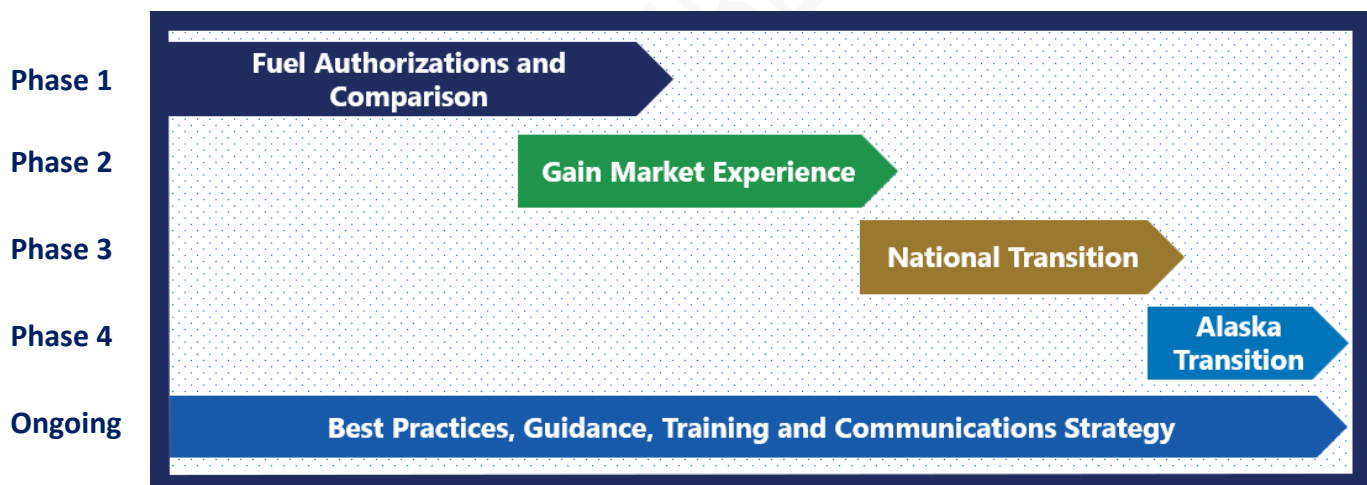 Phase 1
Fuel Authorizations and
Comparison
Phase 2
Gain Market Experience
Phase 3
National Transition
Phase 4
Alaska
Transition
Ongoing
Best Practices, Guidance, Training and Communications Strategy